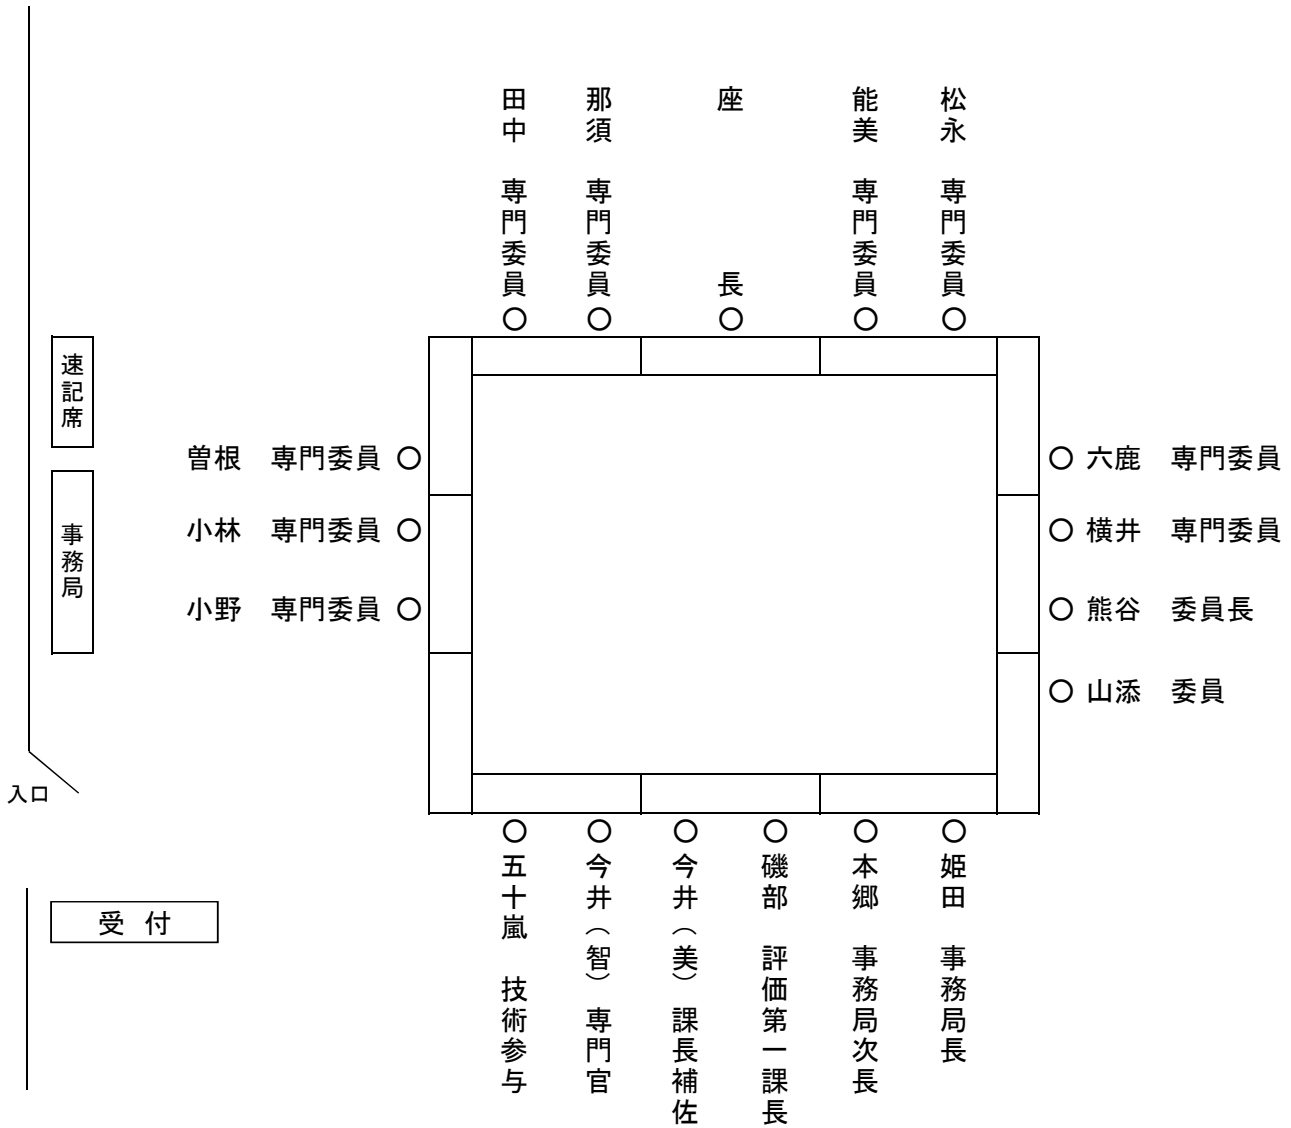 田中　専門委員
那須　専門委員
座　　　　　長
能美　専門委員
松永　専門委員
速記席
事務局
曽根　専門委員
小林　専門委員
小野　専門委員
六鹿　専門委員
横井　専門委員
熊谷　委員長
山添　委員
入口
受　付
五十嵐　技術参与
今井（智）専門官
今井（美）課長補佐
磯部　評価第一課長
本郷　事務局次長
姫田　事務局長